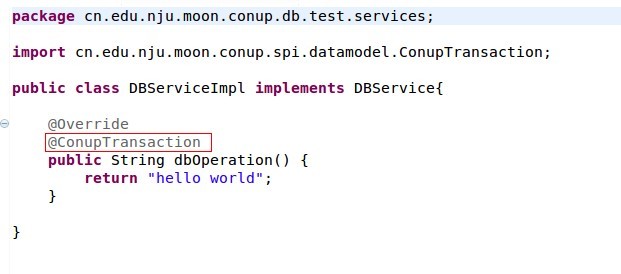 package cn.edu.nju.moon.conup.db.test.services;
import cn.edu.nju.moon.conup.spi.datamodel.ConupTransaction;
public class DBServiceImpl implements DBService{
@Override
@ConupTransaction
public String dbOperation() {
return "hello world";
}
}